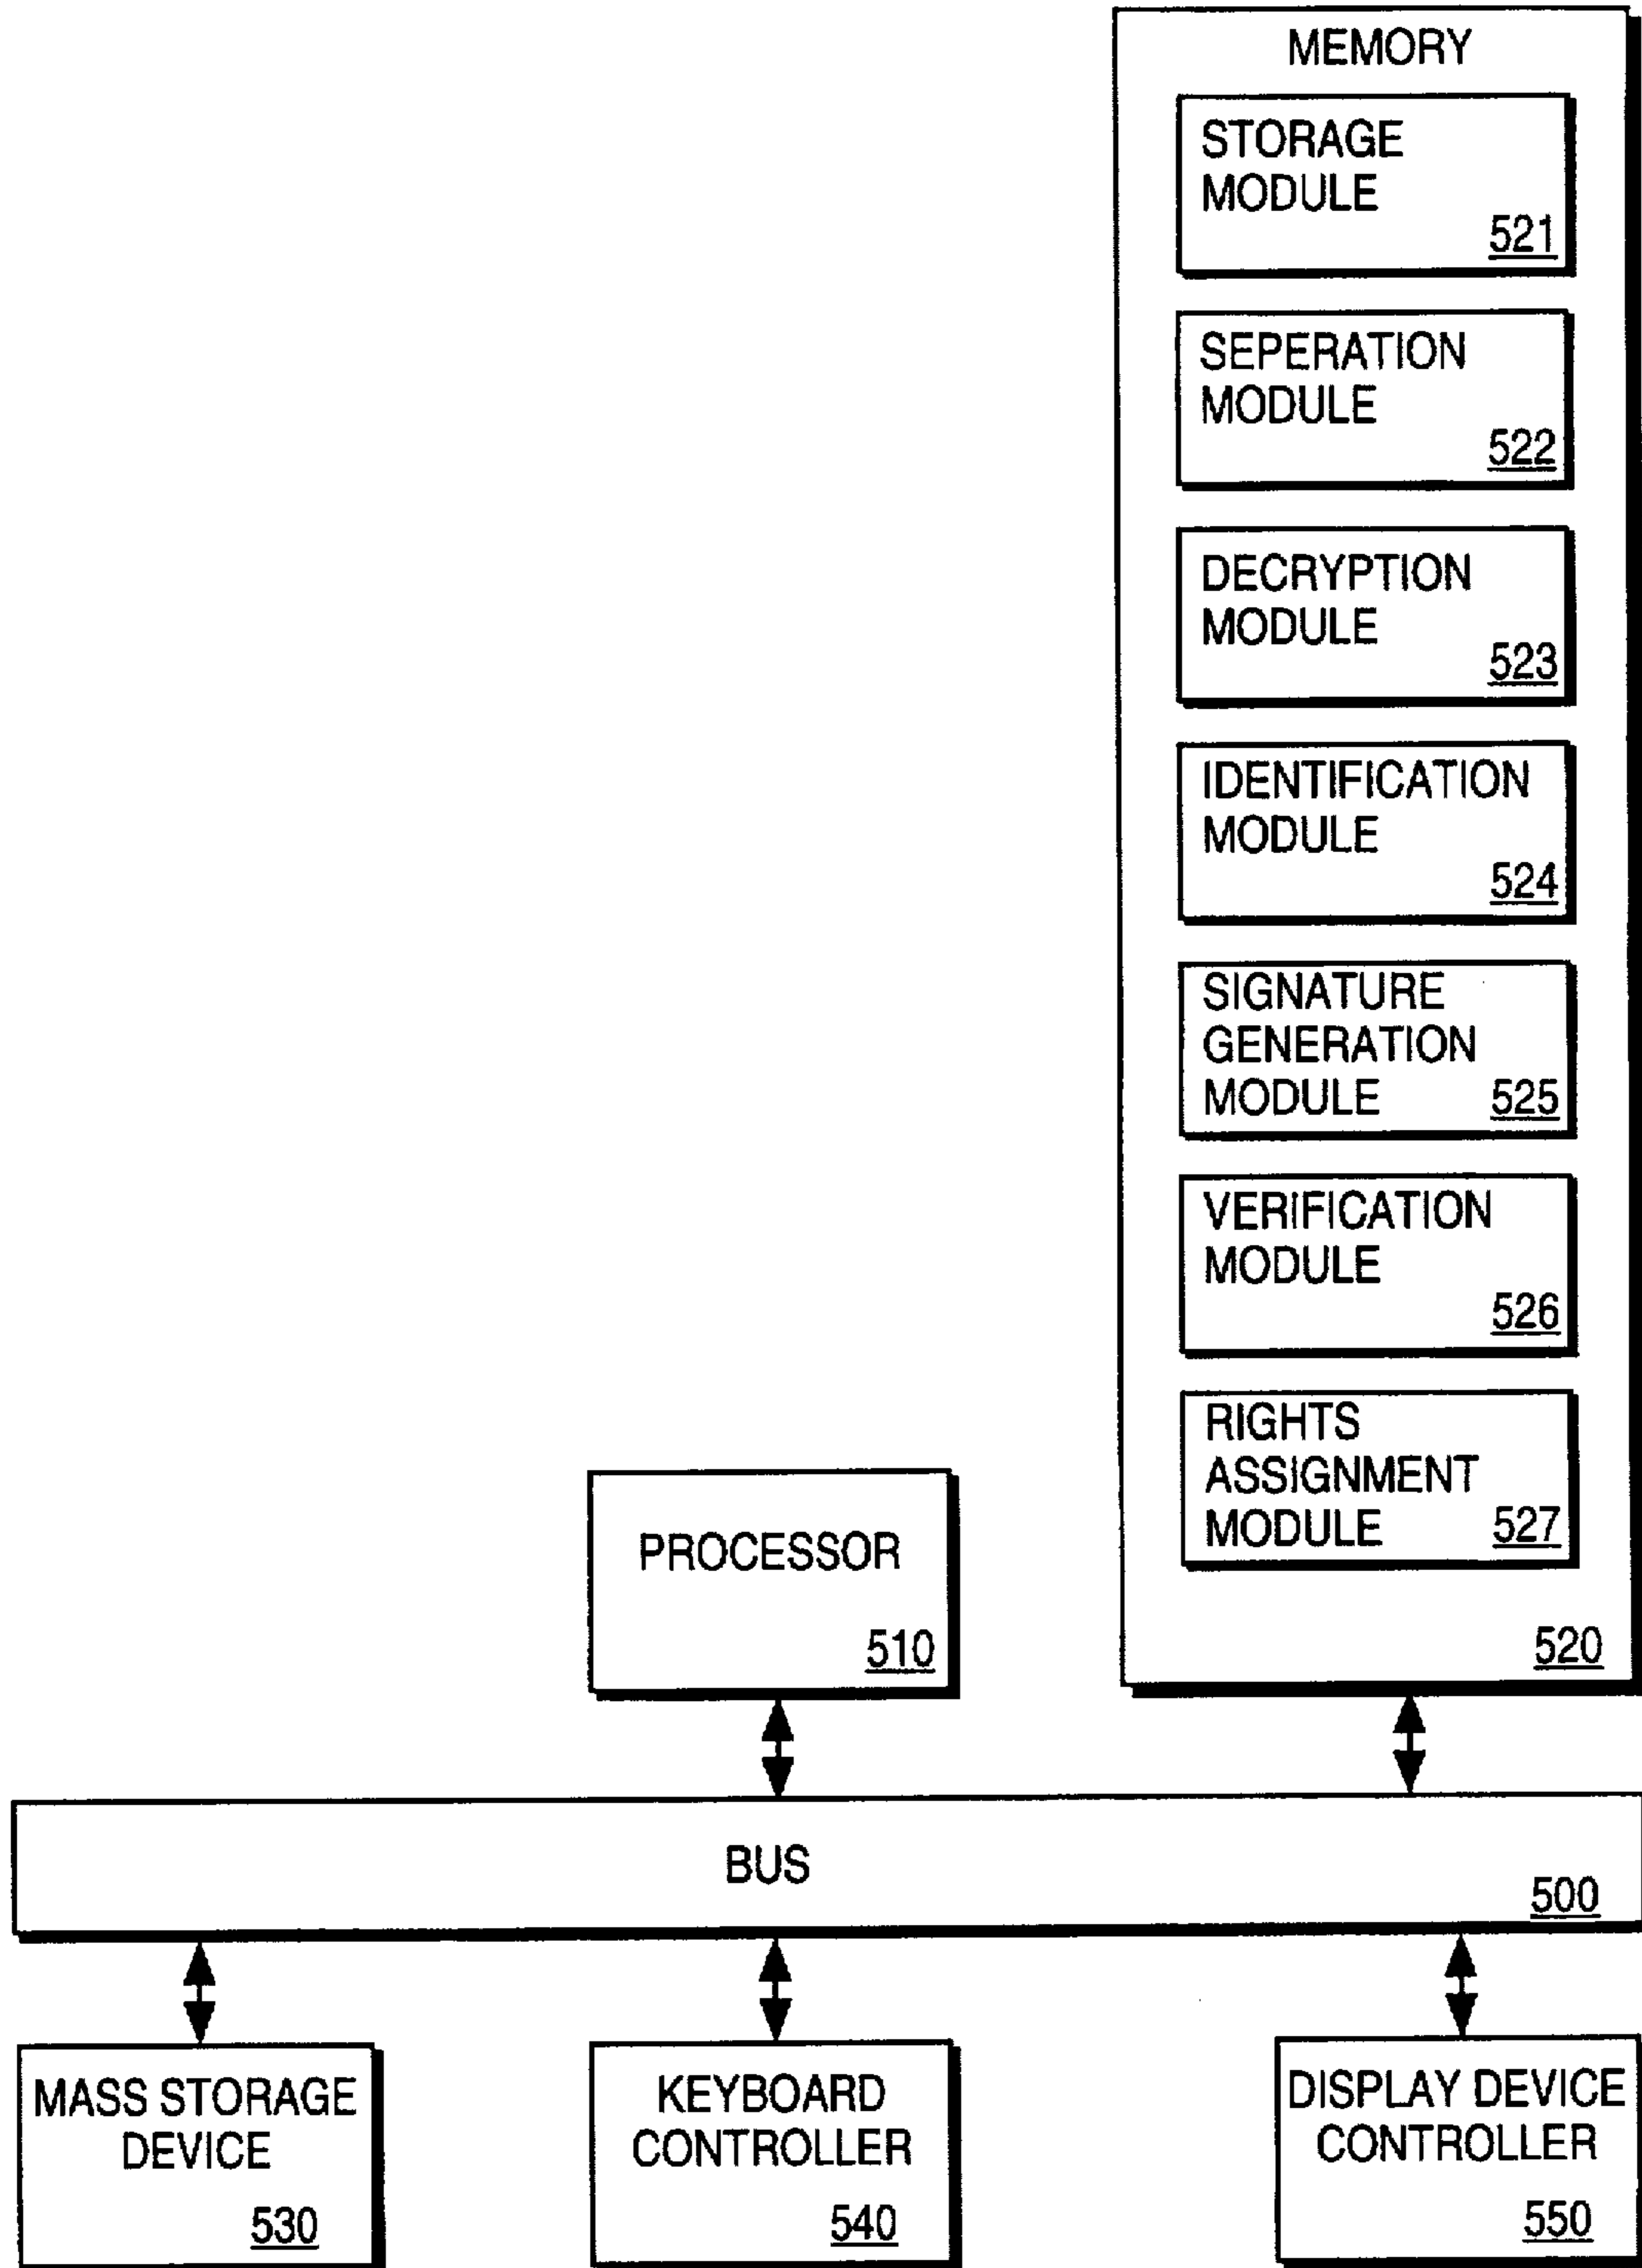 MEMORY
STORAGE
MODULE
521
SEPERATION
MODULE
522
DECRYPTION
MODULE
523
IDENTIFICATION
MODULE
524
SIGNATURE
GENERATION
MODULE 525
VERIFICATION
MODULE
526
RIGHTS
ASSIGNMENT
MODULE 527
520
PROCESSOR
510
BUS
500
MASS STORAGE
DEVICE
530
KEYBOARD
CONTROLLER
540
DISPLAY DEVICE
CONTROLLER
550